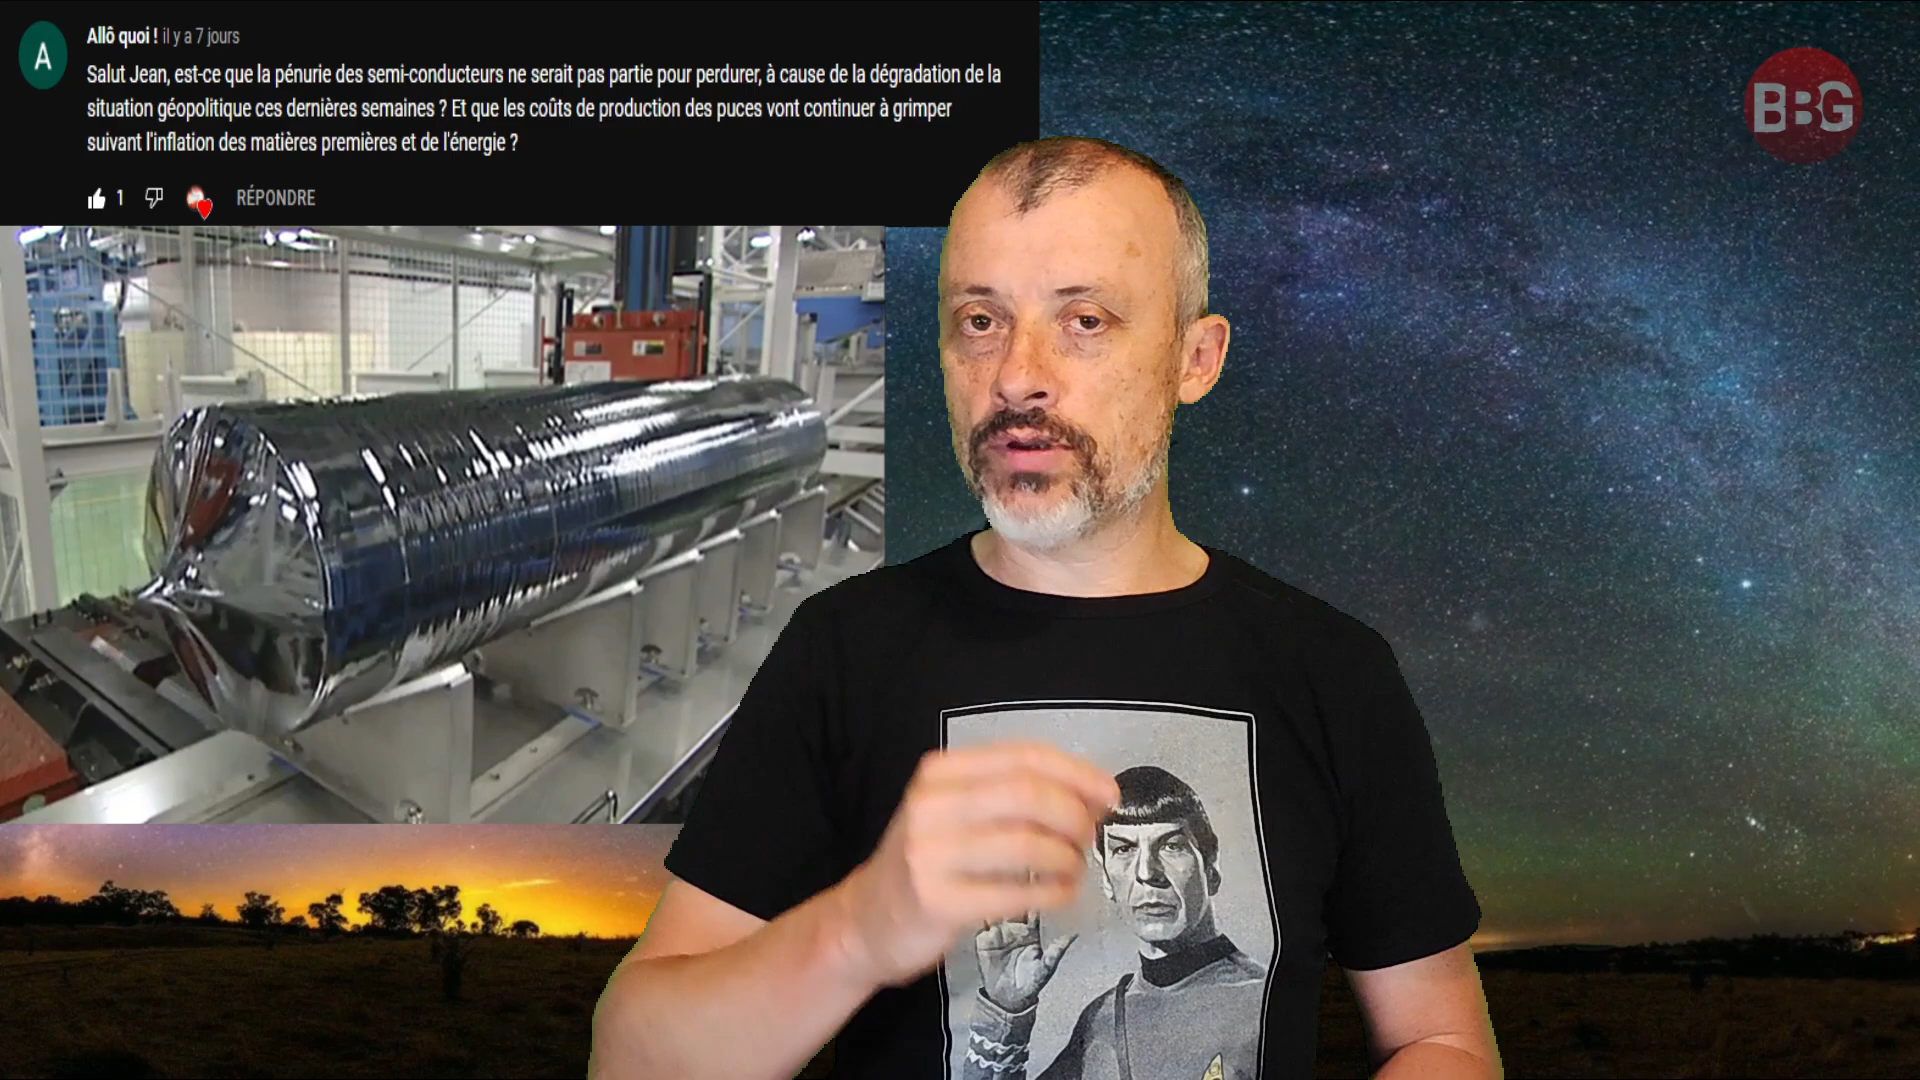 A
Allô quoi ! il y a 7 jours
Salut Jean, est-ce que la pénurie des semi-conducteurs ne serait pas partie pour perdurer, à cause de la dégradation de la
situation géopolitique ces dernières semaines ? Et que les coûts de production des puces vont continuer à grimper
suivant l'inflation des matières premières et de l'énergie ?
1 RÉPONDRE
BBG